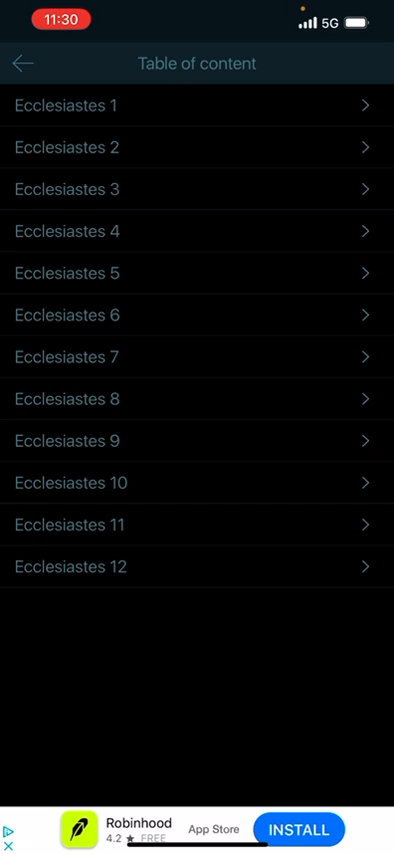 11:30
5G
Table of content
Ecclesiastes 1
Ecclesiastes 2
Ecclesiastes 3
Ecclesiastes 4
Ecclesiastes 5
Ecclesiastes 6
Ecclesiastes 7
Ecclesiastes 8
Ecclesiastes 9
Ecclesiastes 10
Ecclesiastes 11
Ecclesiastes 12
Robinhood
4.2 ★ FREE
App Store
INSTALL